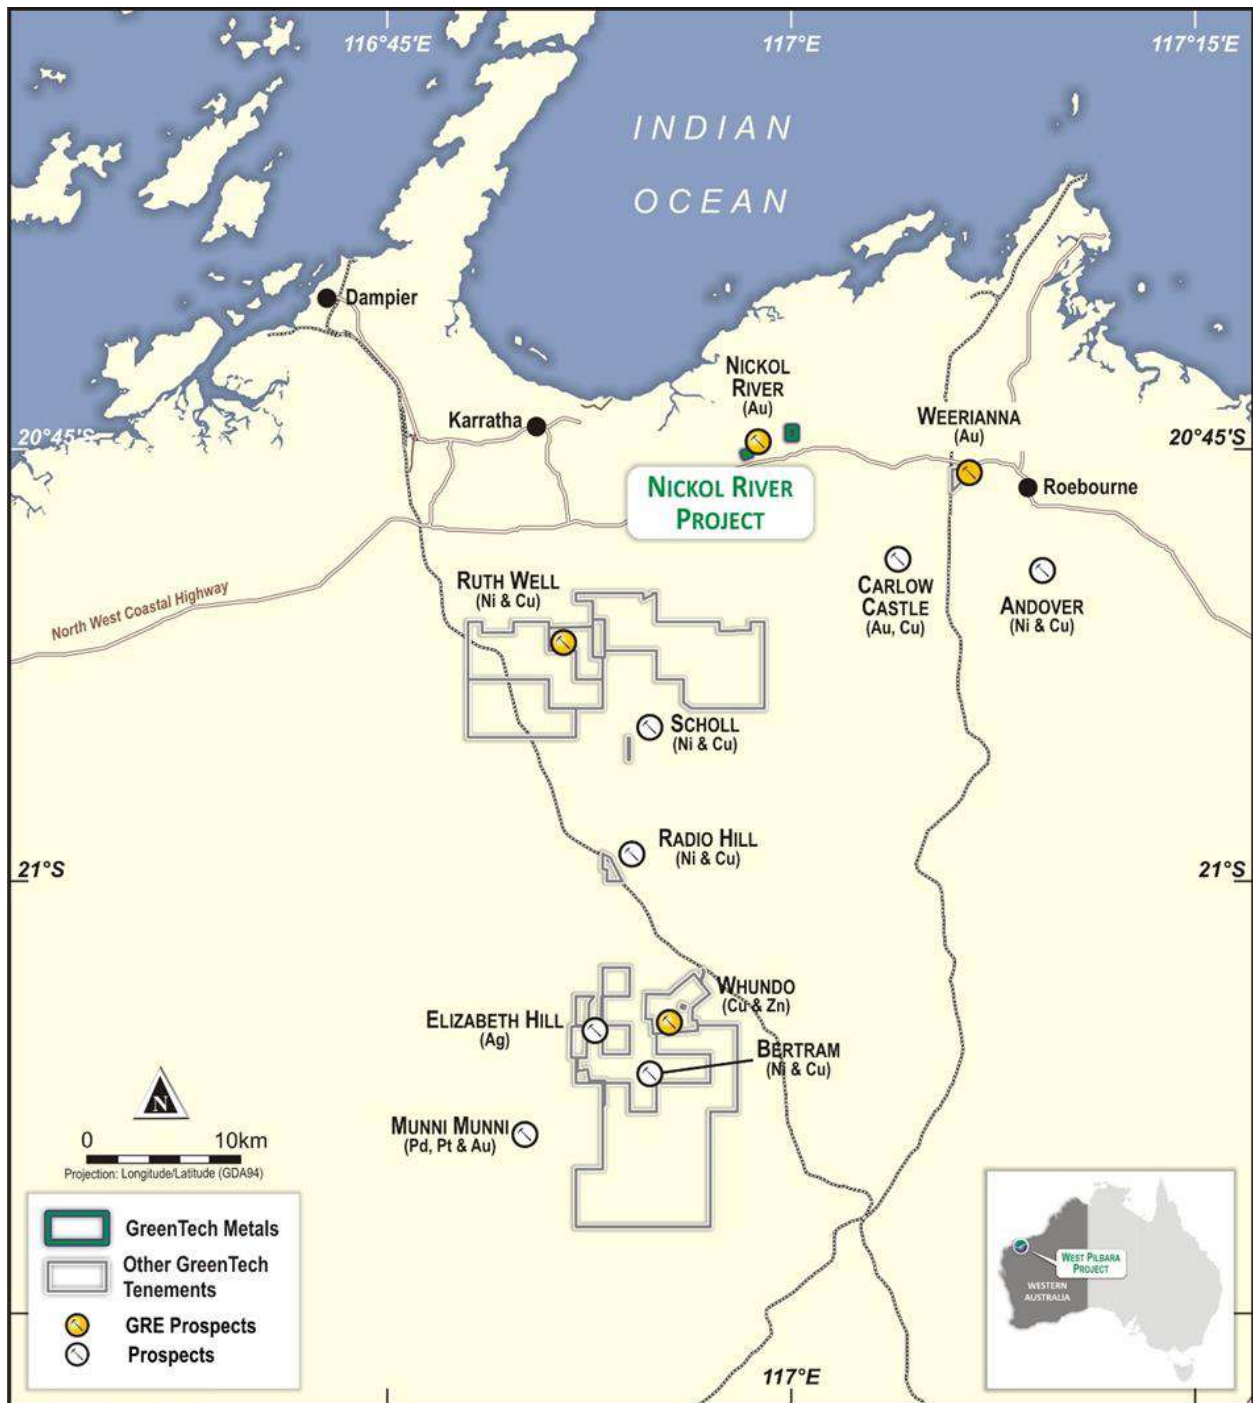 116°45'E
117°E
117°15'E
INDIAN
OCEAN
Dampier
NICKOL
RIVER
(Au)
Karratha
WEERIANNA
(Au)
20°45'S
20°45'S
NICKOL RIVER
PROJECT
Roebourne
RUTH WELL
(Ni & Cu)
CARLOW
CASTLE
(Au, Cu)
ANDOVER
(Ni & Cu)
North West Coastal Highway
SCHOLL
(Ni & Cu)
RADIO HILL
(Ni & Cu)
21°S
21°S
WHUNDO
(Cu & Zn)
ELIZABETH HILL
(Ag)
BERTRAM
(Ni & Cu)
MUNNI MUNNI
(Pd, Pt & Au)
N
0 10km
Projection: Longitude/Latitude (GDA94)
GreenTech Metals
Other GreenTech
Tenements
GRE Prospects
Prospects
WEST PILBARA
PROJECT
WESTERN
AUSTRALIA
117°E